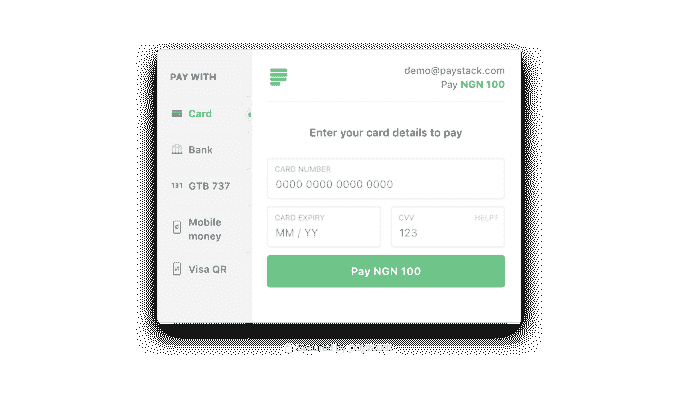 PAY WITH
Card
Bank
GTB 737
Mobile
money
Visa QR
demo@paystack.com
Pay NGN 100
Enter your card details to pay
CARD NUMBER
0000 0000 0000 0000
CARD EXPIRY
MM / YY
CVV
HELP?
123
Pay NGN 100